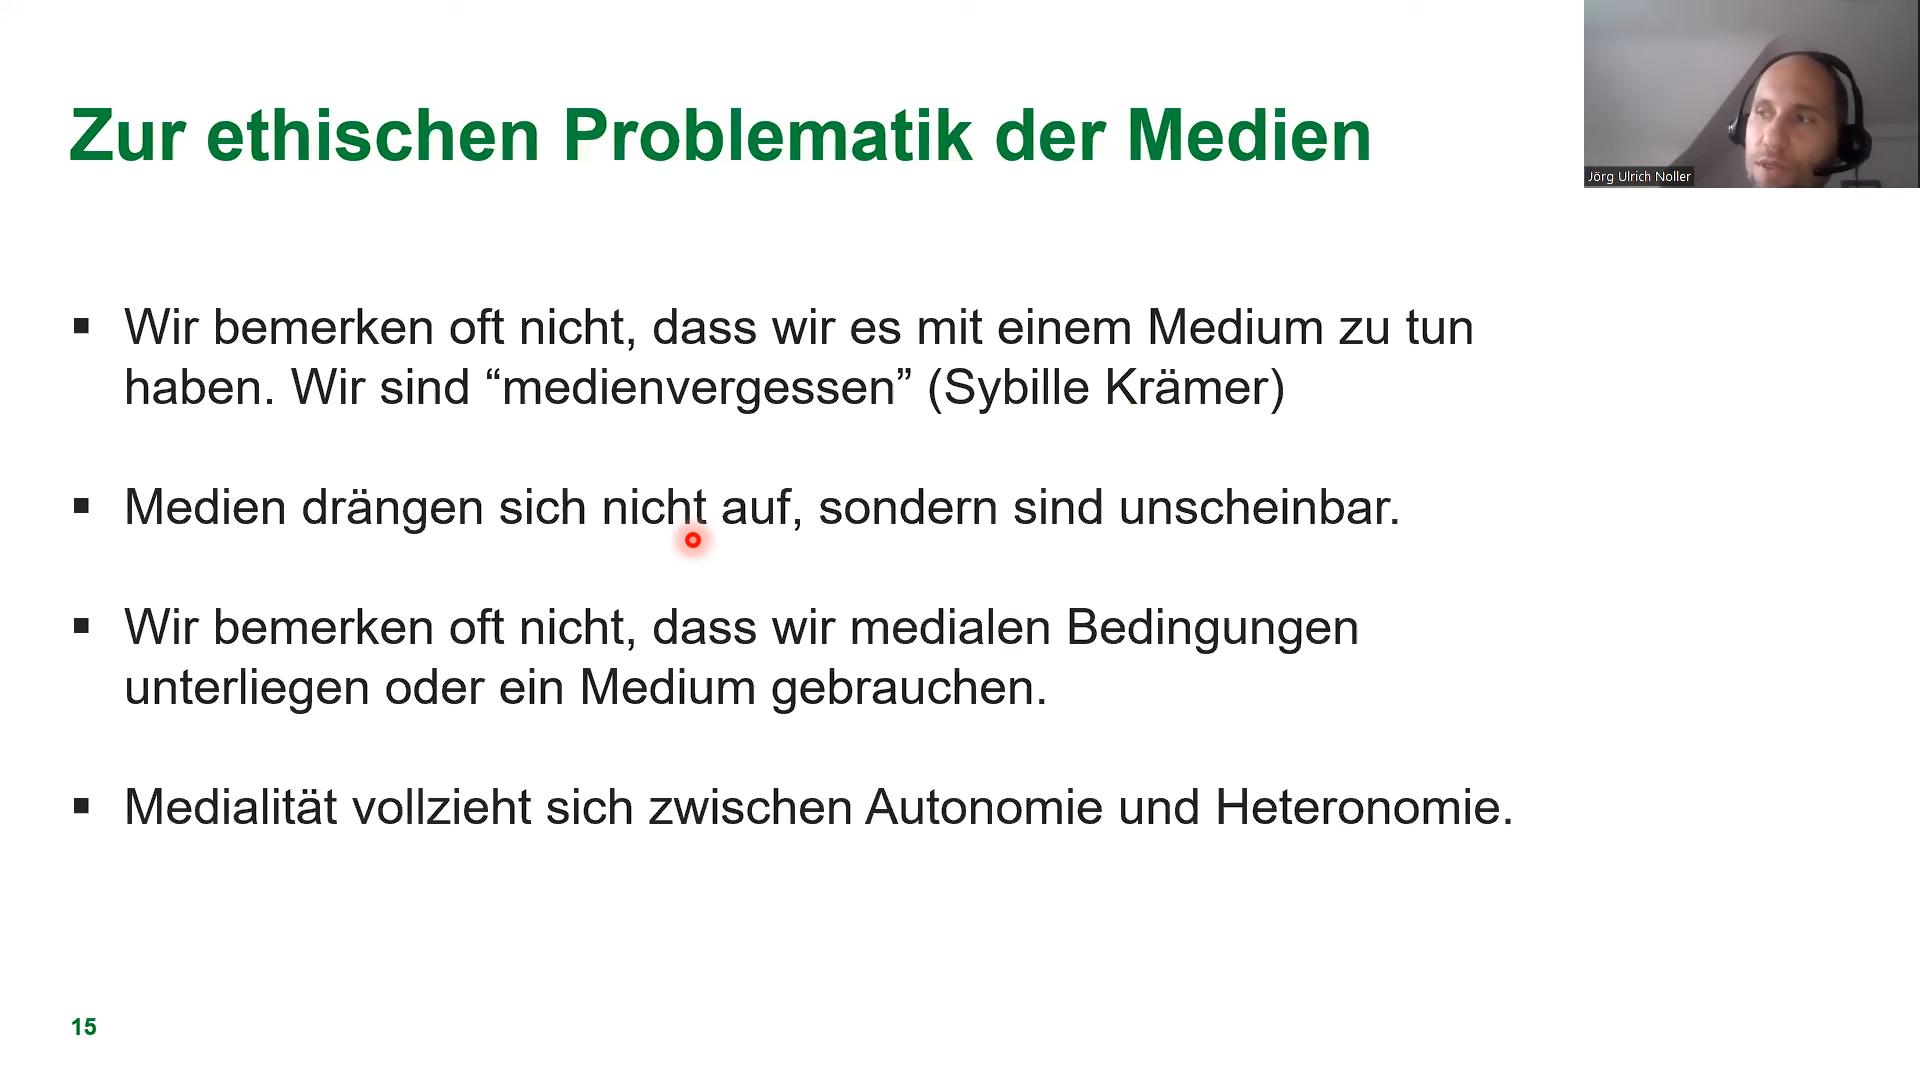 Zur ethischen Problematik der Medien
Jörg Ulrich Noller
▪ Wir bemerken oft nicht, dass wir es mit einem Medium zu tun
haben. Wir sind “medienvergessen” (Sybille Krämer)
▪ Medien drängen sich nicht auf, sondern sind unscheinbar.
▪ Wir bemerken oft nicht, dass wir medialen Bedingungen
unterliegen oder ein Medium gebrauchen.
▪ Medialität vollzieht sich zwischen Autonomie und Heteronomie.
15